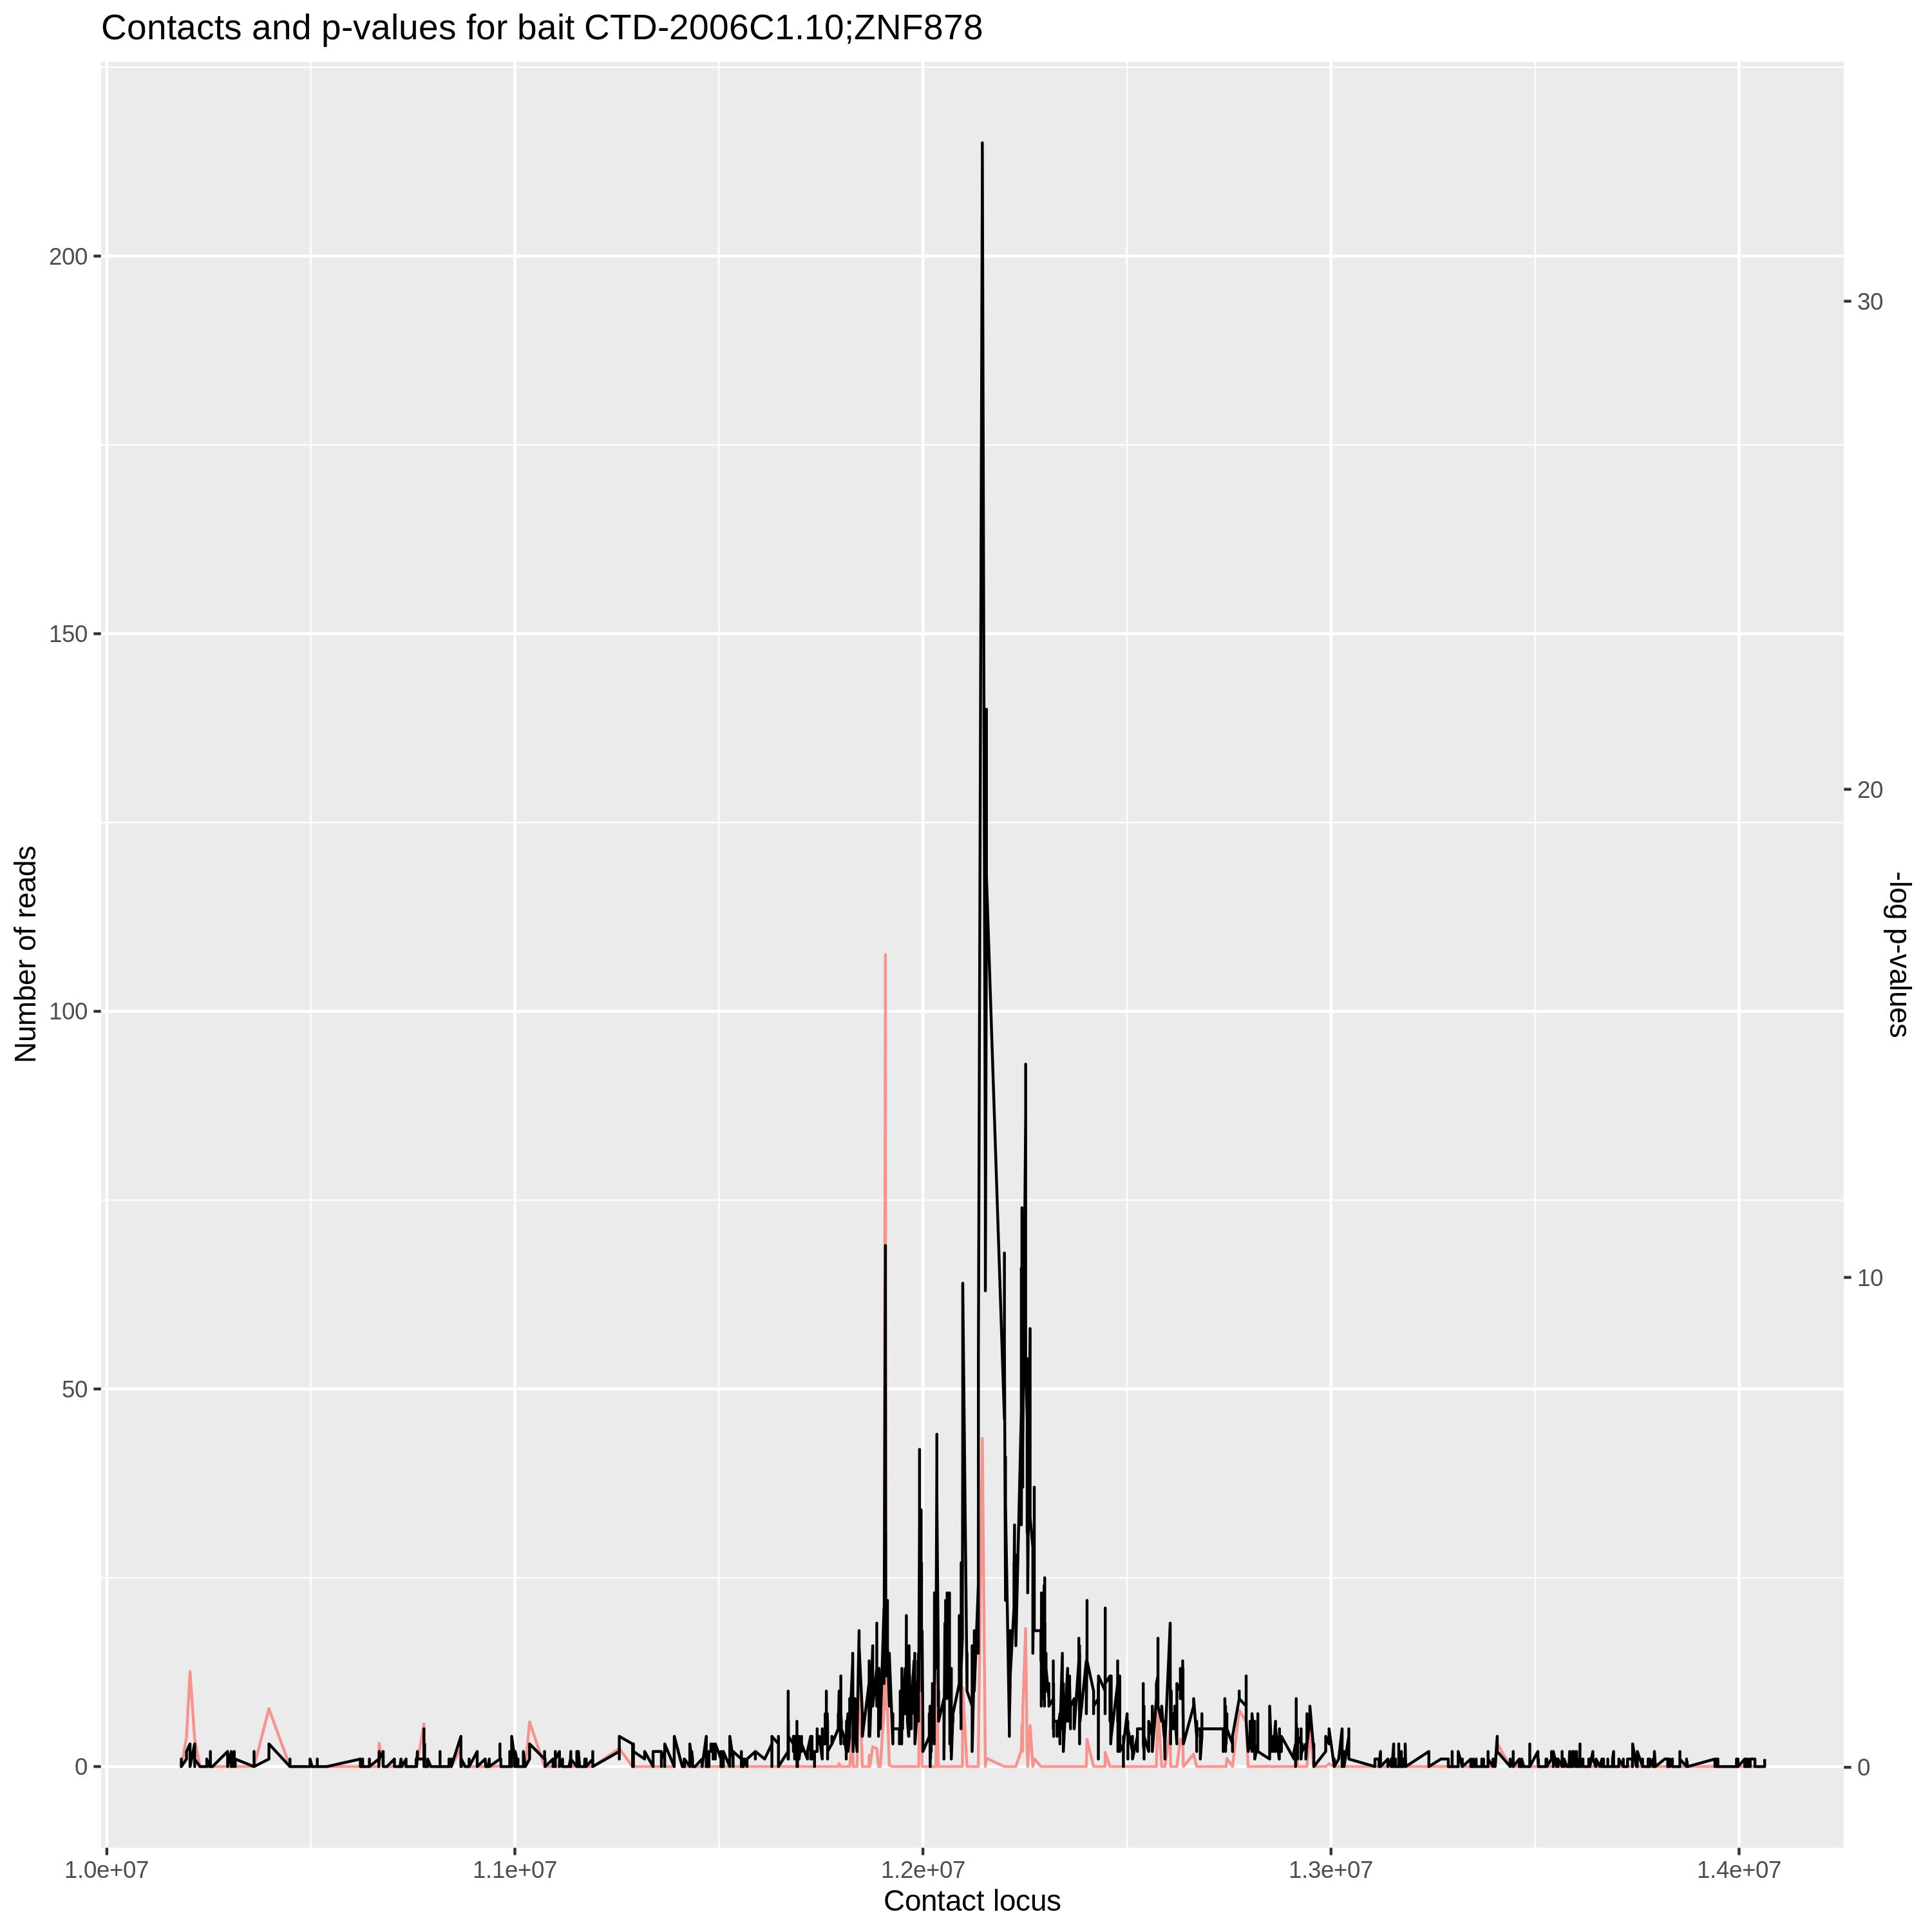 Contacts and p-values for bait CTD-2006C1.10;ZNF878
200
150
100
50
0
Number of reads
30
20
10
0
-log p-values
1.0e+07
1.1e+07
1.2e+07
1.3e+07
1.4e+07
Contact locus